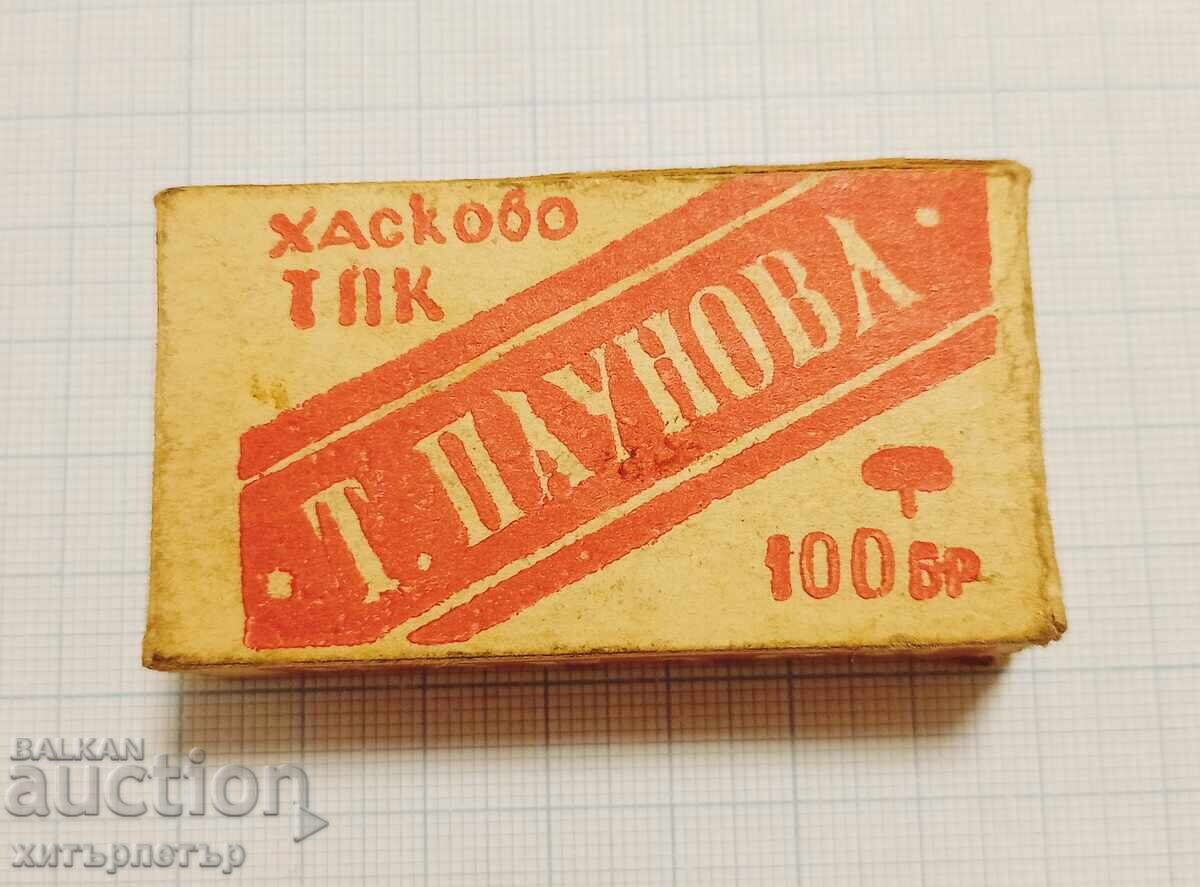 ХАСКОВО
ТПК
· Т. ПАУНОВА ·
100 БР
BALKAN
auction
хитърпетър